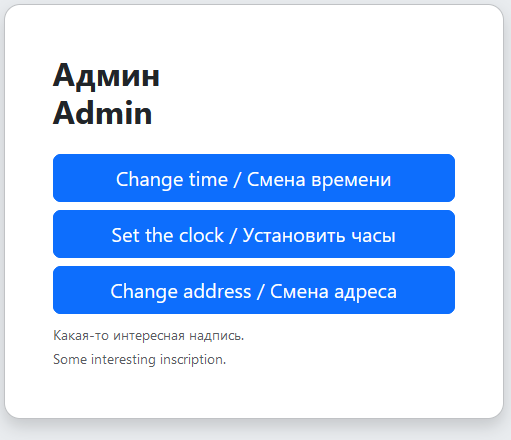 Админ
Admin
Change time / Смена времени
Set the clock / Установить часы
Change address / Смена адреса
Какая-то интересная надпись.
Some interesting inscription.